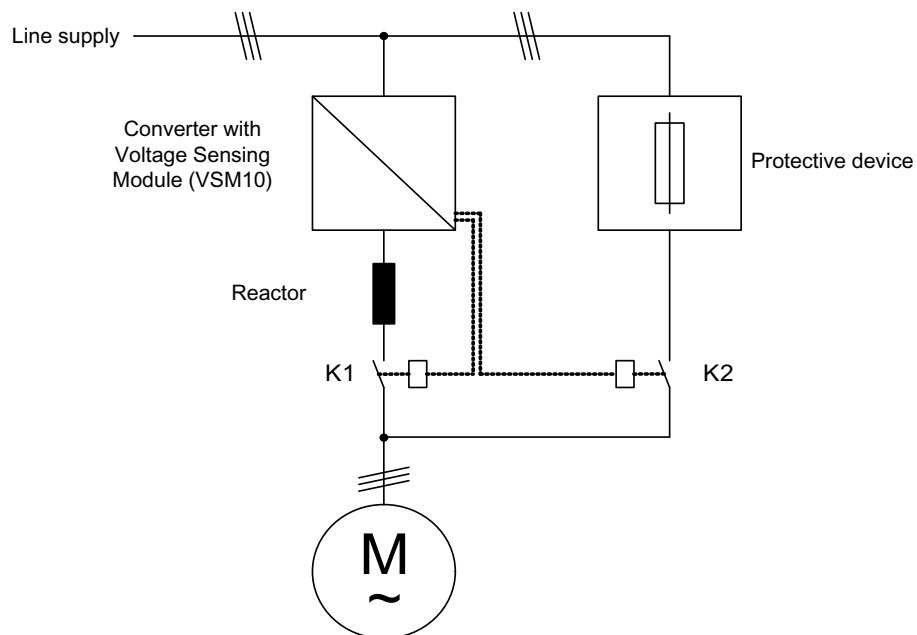 Line supply
Converter with
Voltage Sensing
Module (VSM10)
Protective device
Reactor
K1
K2
M
~